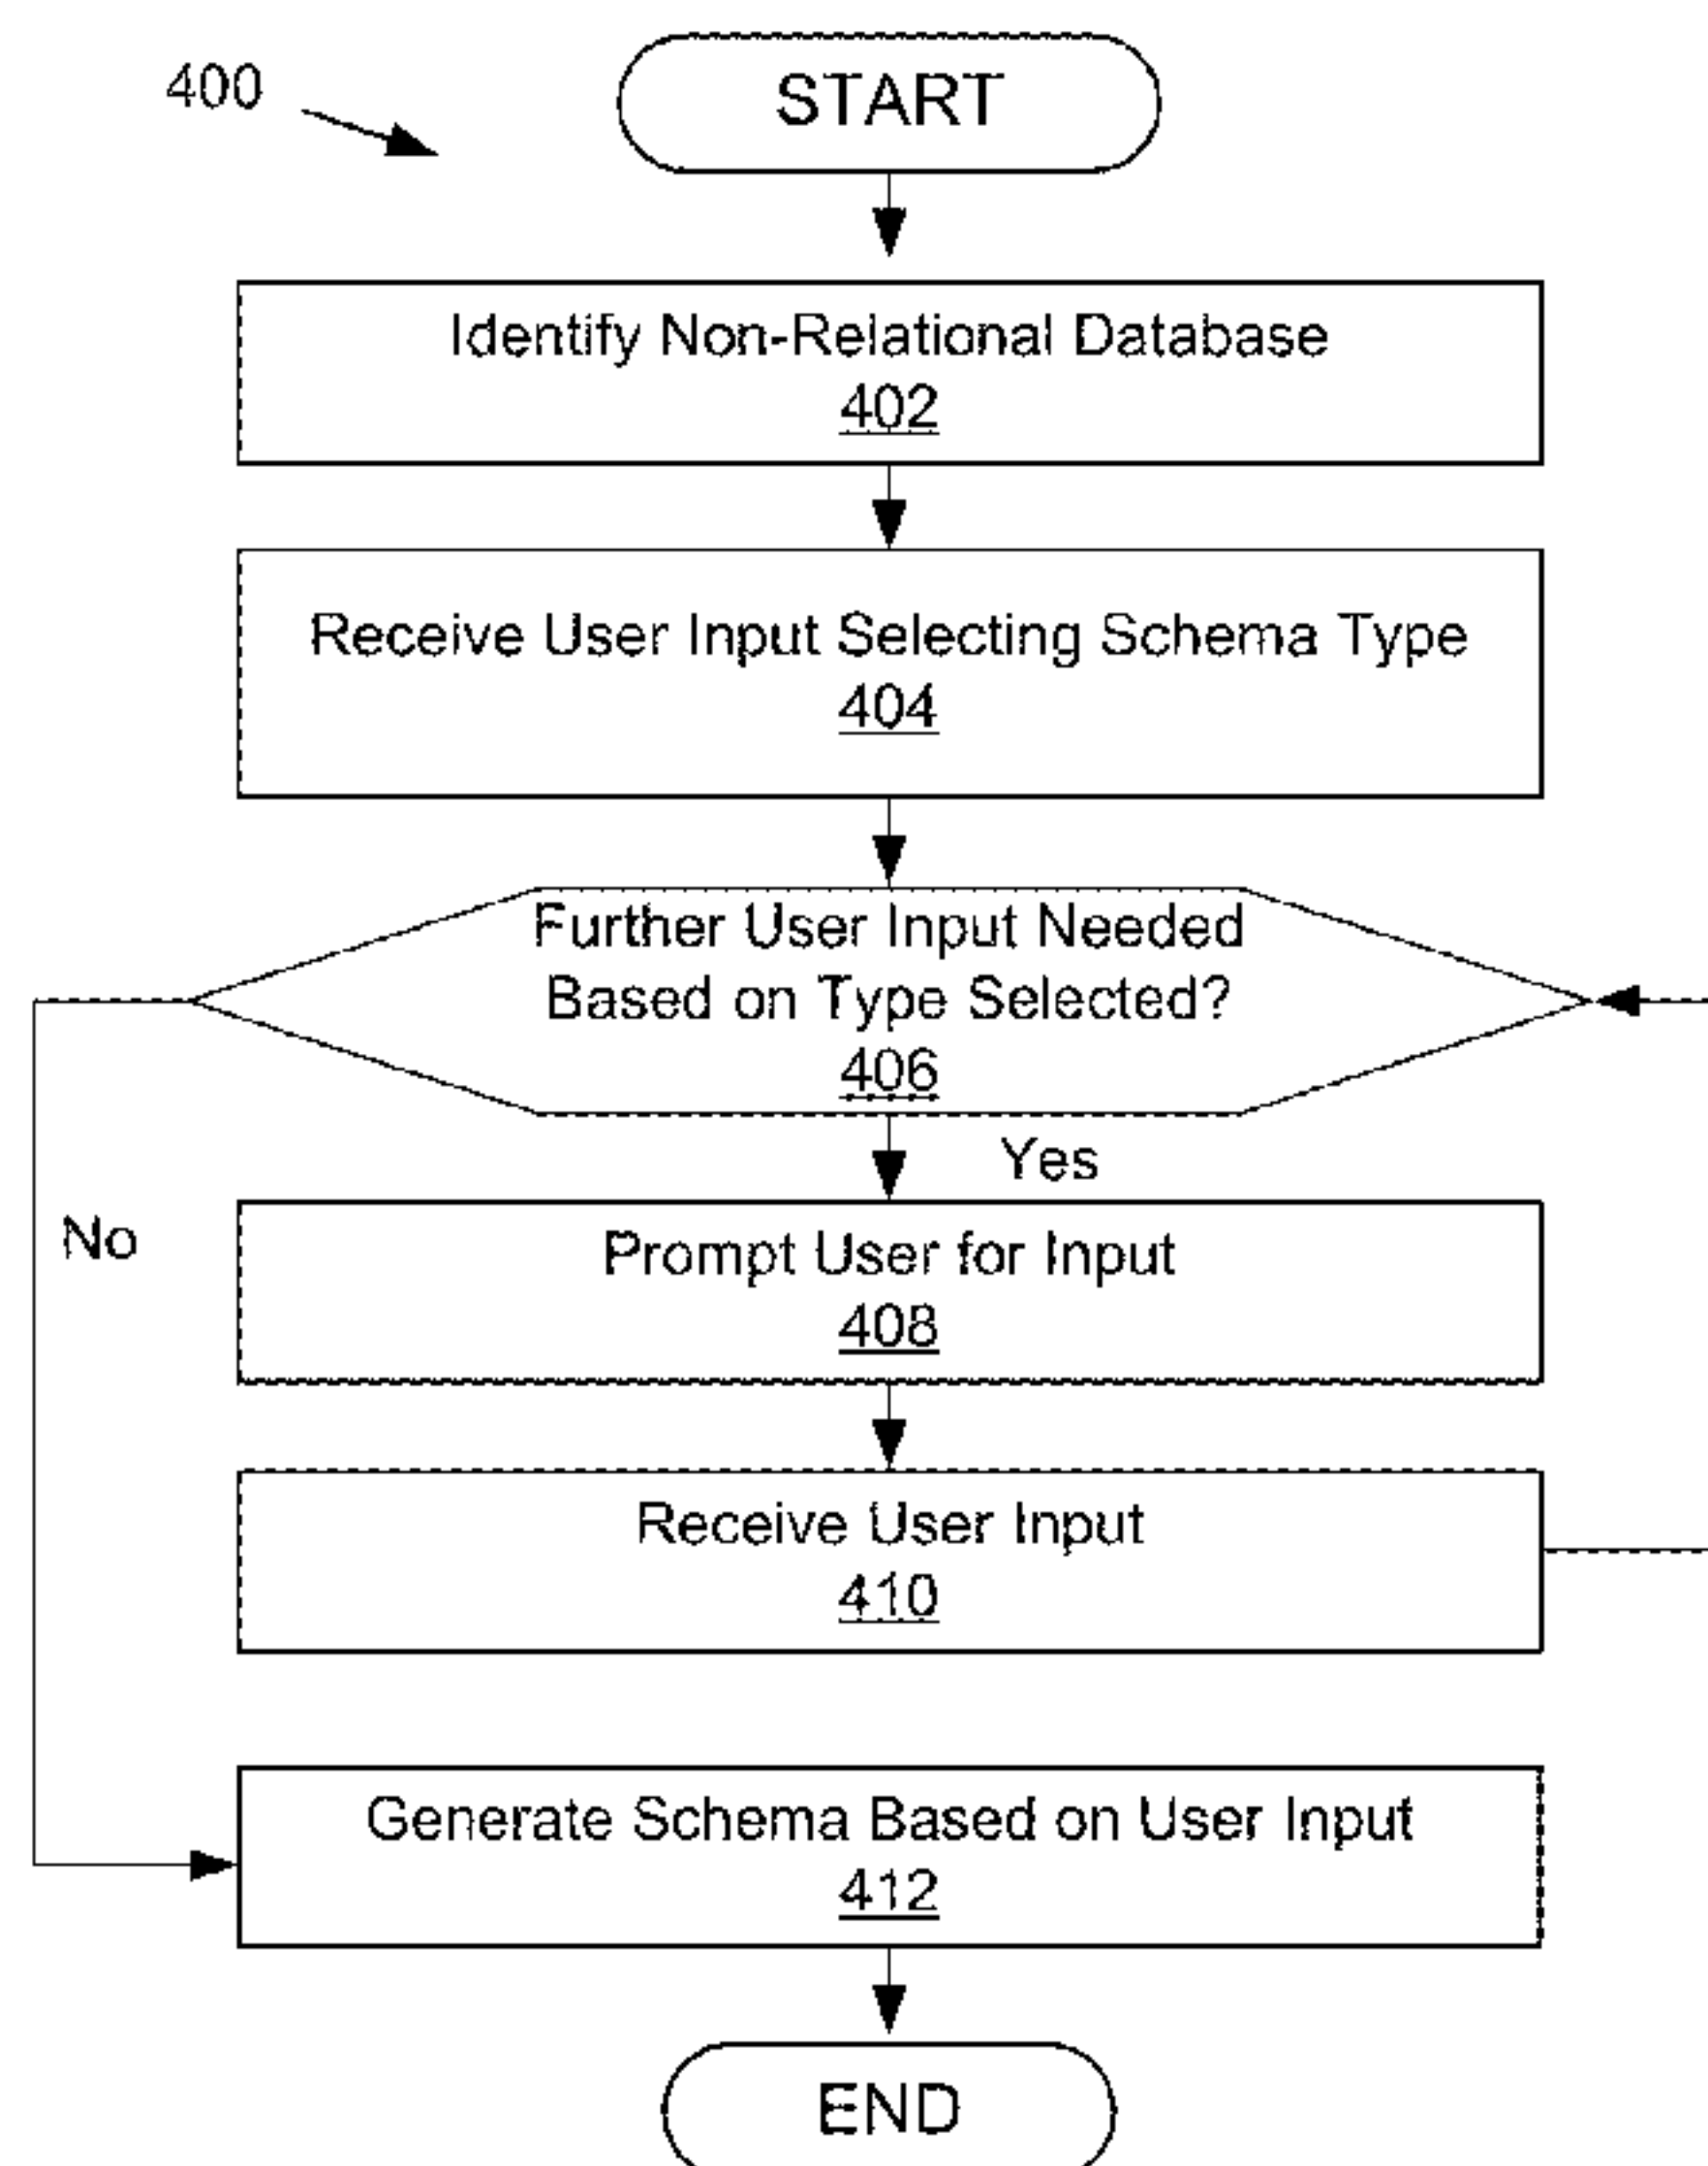 400
START
Identify Non-Relational Database
402
Receive User Input Selecting Schema Type
404
Further User Input Needed
Based on Type Selected?
406
Yes
No
Prompt User for Input
408
Receive User Input
410
Generate Schema Based on User Input
412
END